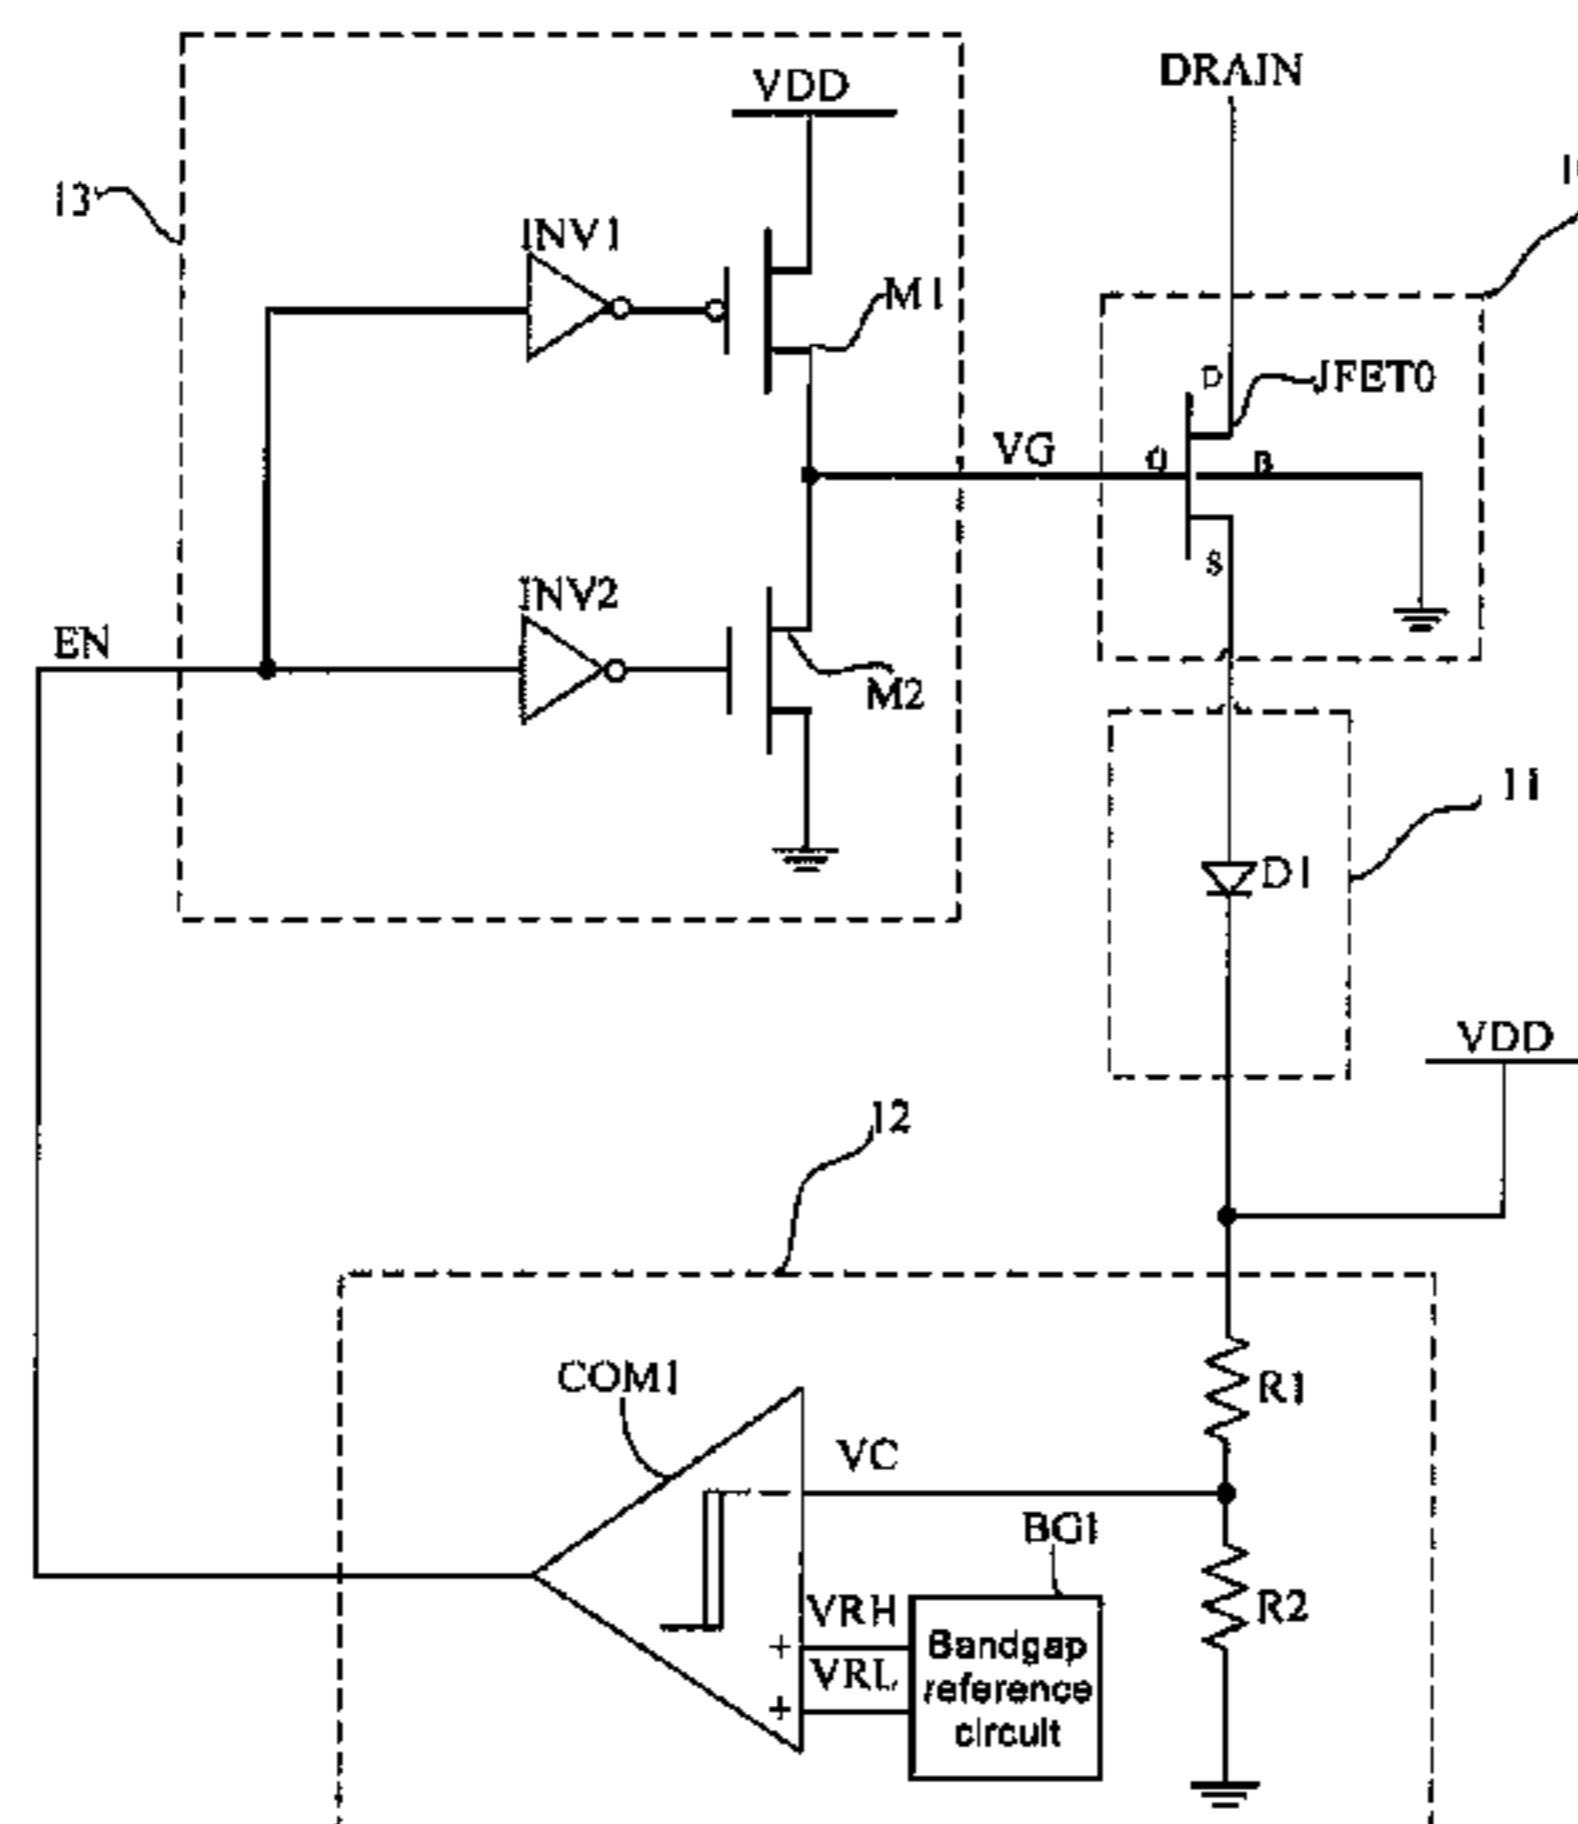 VDD
DRAIN
13
INV1
M1
D
JFET0
VG
B
S
INV2
EN
M2
11
D1
VDD
12
COM1
R1
VC
BG1
VRH
R2
+
VRL
+
Bandgap
reference
circuit